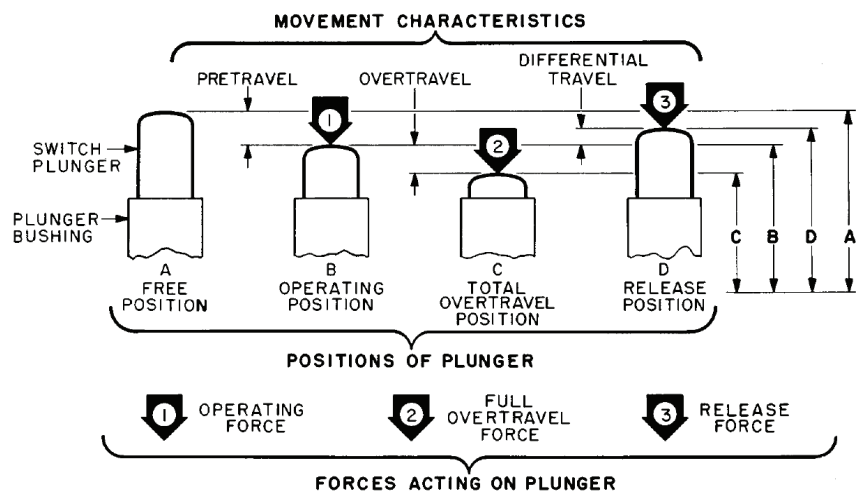 MOVEMENT CHARACTERISTICS
PRETRAVEL
OVERTRAVEL
DIFFERENTIAL
TRAVEL
1
2
3
SWITCH
PLUNGER
PLUNGER
BUSHING
A
FREE
POSITION
B
OPERATING
POSITION
C
TOTAL
OVERTRAVEL
POSITION
D
RELEASE
POSITION
C
B
D
A
POSITIONS OF PLUNGER
1
OPERATING
FORCE
2
FULL
OVERTRAVEL
FORCE
3
RELEASE
FORCE
FORCES ACTING ON PLUNGER